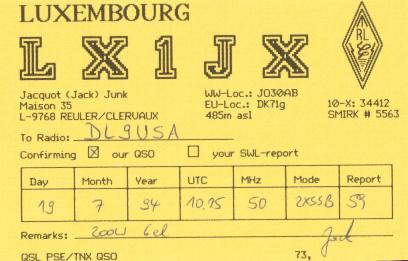 LUXEMBOURG
LX1JX
RL
Jacquot (Jack) Junk
Maison 35
L-9768 REULER/CLERVAUX
WW-Loc.: JO30AB
EU-Loc.: DK71g
485m asl
10-X: 34412
SMIRK # 5563
To Radio: DL9USA
Confirming ☒ our QSO ☐ your SWL-report
Day Month Year UTC MHz Mode Report
19 7 94 10.15 50 2xSSB 59
Remarks: 200W 6el
QSL PSE/TNX QSO 73, Jack